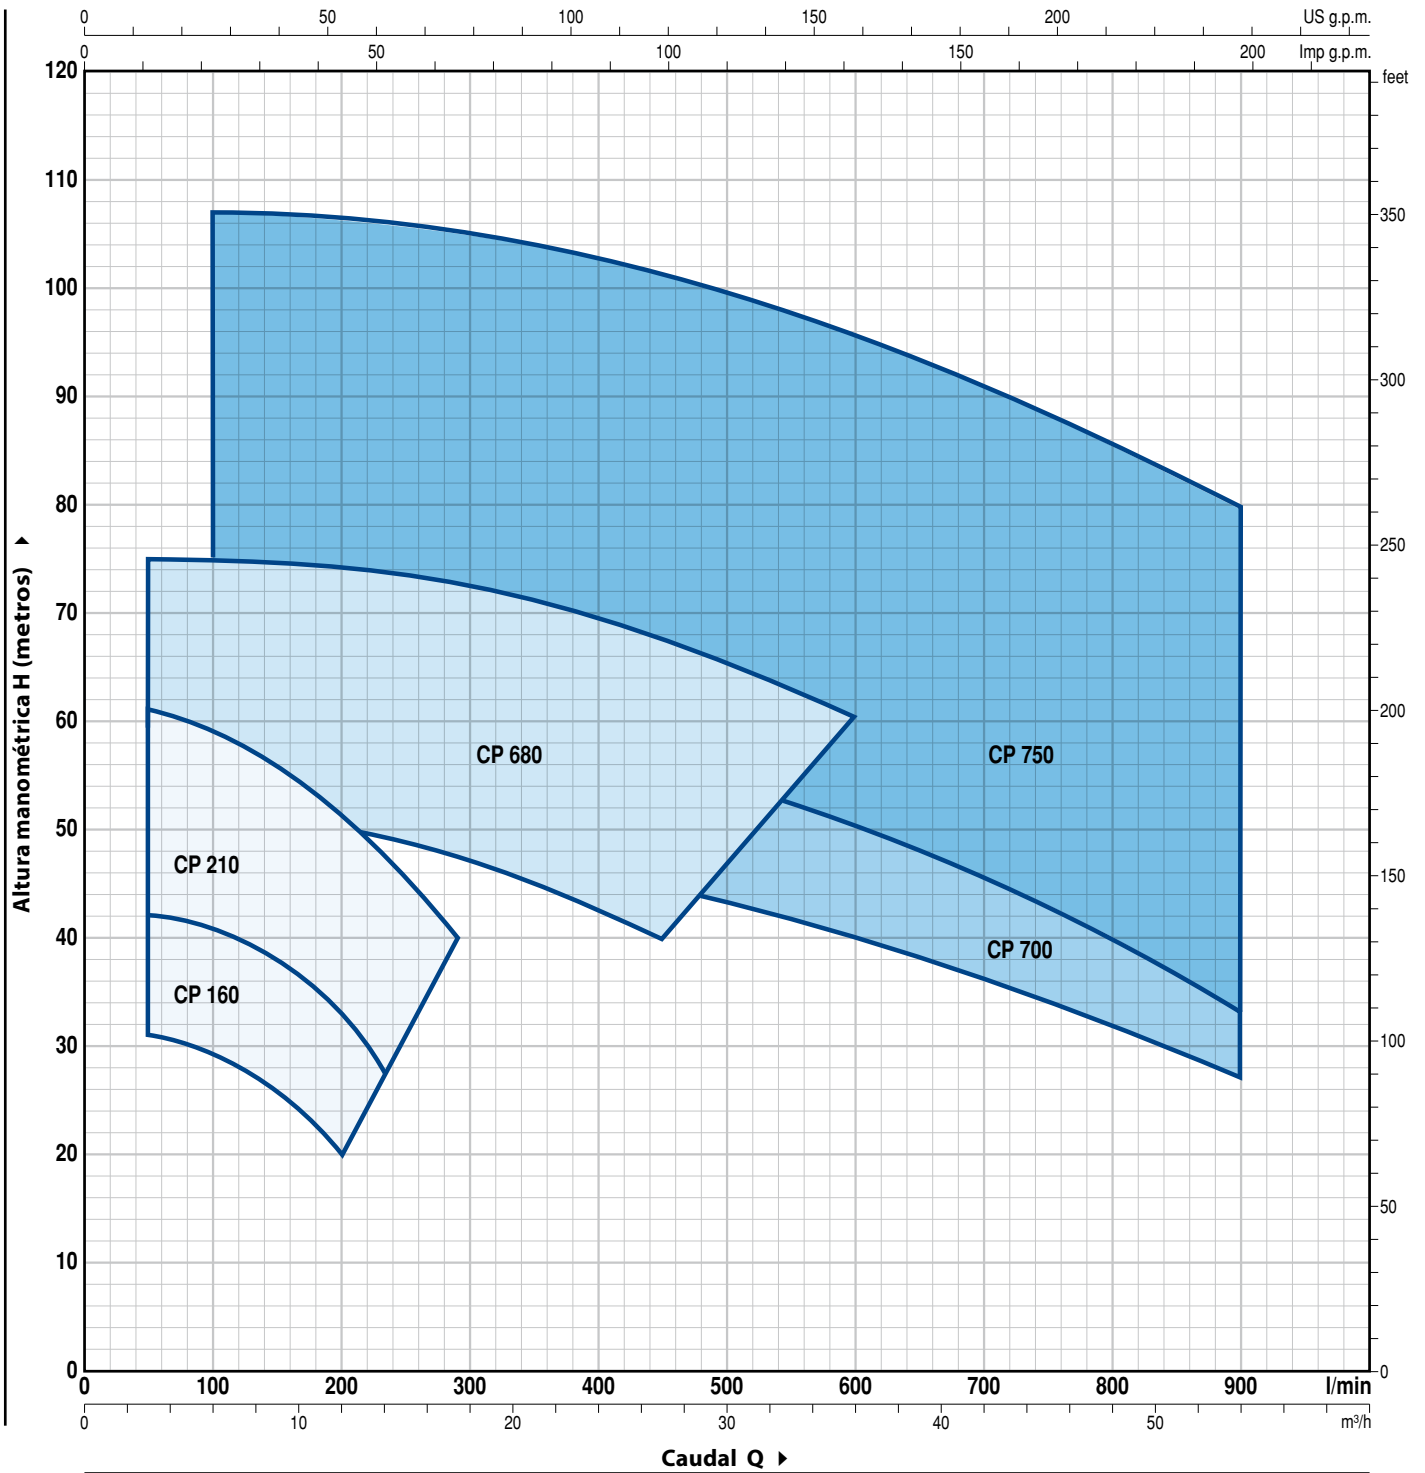 0 50 100 150 200 US g.p.m.
0 50 100 150 200 Imp g.p.m.
120 feet
110
350
100
300
90
80
250
70
200
60
CP 680 CP 750
50
CP 210 150
40
CP 700
CP 160
30 100
20
50
10
0 0
0 100 200 300 400 500 600 700 800 900 l/min
0 10 20 30 40 50 m³/h
Caudal Q
Altura manométrica H (metros)